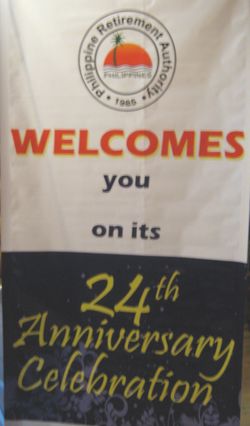 Philippine Retirement Authority
PHILIPPINES
• 1985 •
WELCOMES
you
on its
24th
Anniversary
Celebration